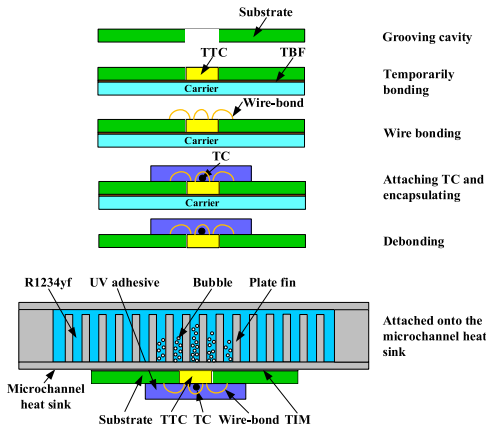 Substrate
Grooving cavity
TTC
TBF
Carrier
Temporarily
bonding
Wire-bond
Carrier
Wire bonding
TC
Carrier
Attaching TC and
encapsulating
Debonding
R1234yf
UV adhesive
Bubble
Plate fin
Attached onto the
microchannel heat
sink
Microchannel
heat sink
Substrate
TTC
TC
Wire-bond
TIM